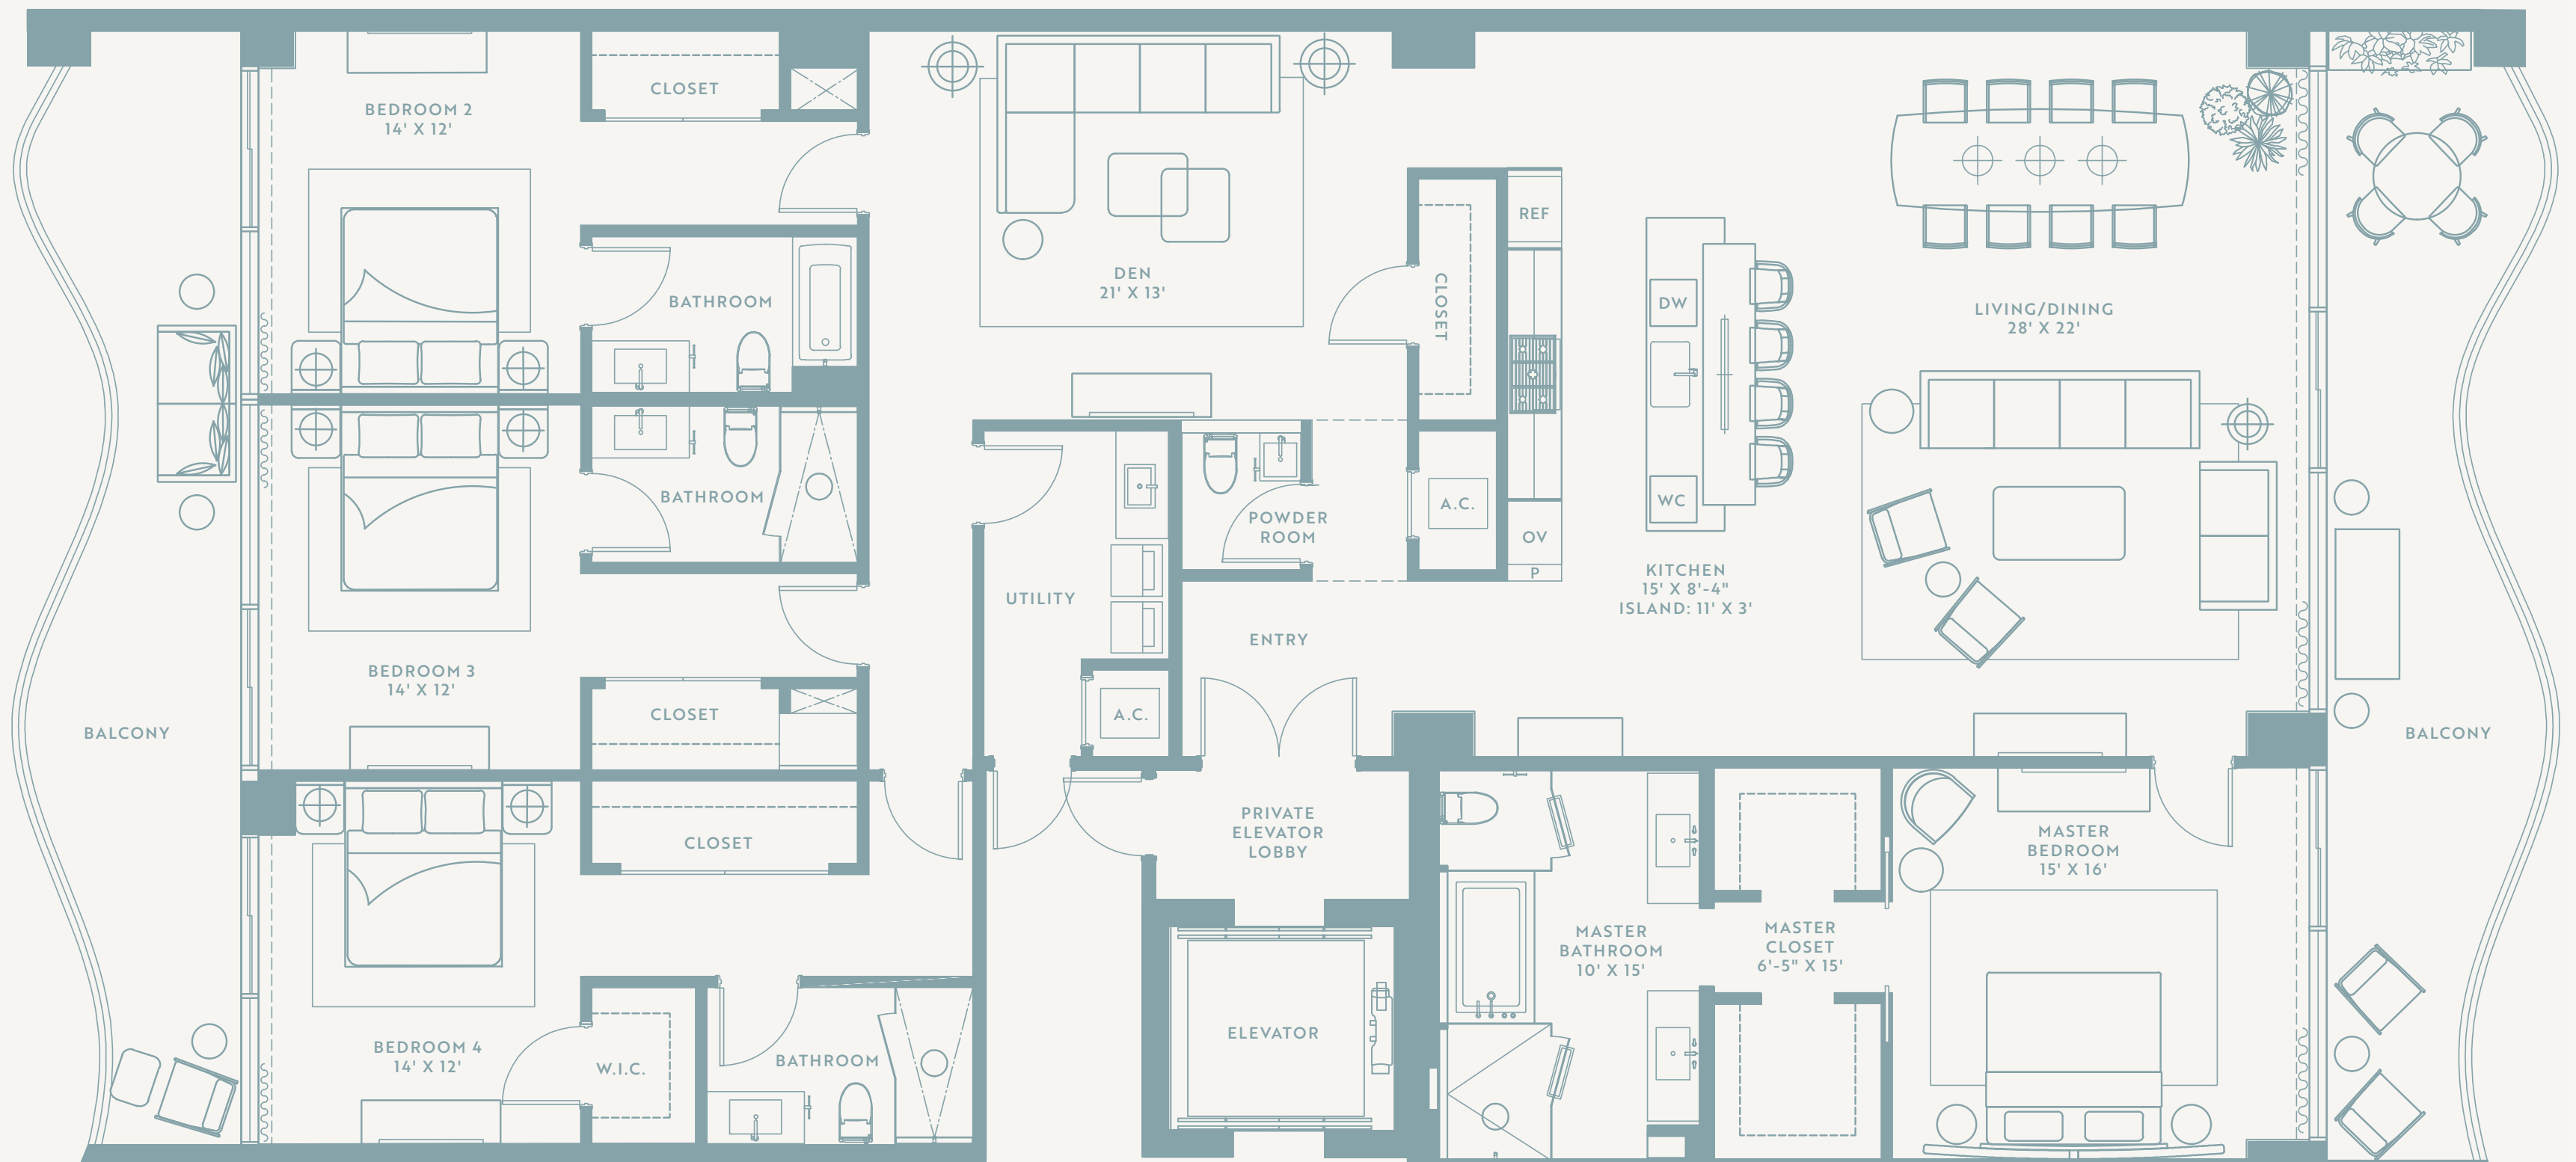 CLOSET
BEDROOM 2
14' X 12'
BATHROOM
DEN
21' X 13'
CLOSET
REF
DW
LIVING/DINING
28' X 22'
BATHROOM
POWDER
ROOM
A.C.
WC
OV
P
KITCHEN
15' X 8'-4"
ISLAND: 11' X 3'
UTILITY
ENTRY
BEDROOM 3
14' X 12'
CLOSET
A.C.
BALCONY
BALCONY
CLOSET
PRIVATE
ELEVATOR
LOBBY
MASTER
BEDROOM
15' X 16'
MASTER
BATHROOM
10' X 15'
MASTER
CLOSET
6'-5" X 15'
BEDROOM 4
14' X 12'
W.I.C.
BATHROOM
ELEVATOR